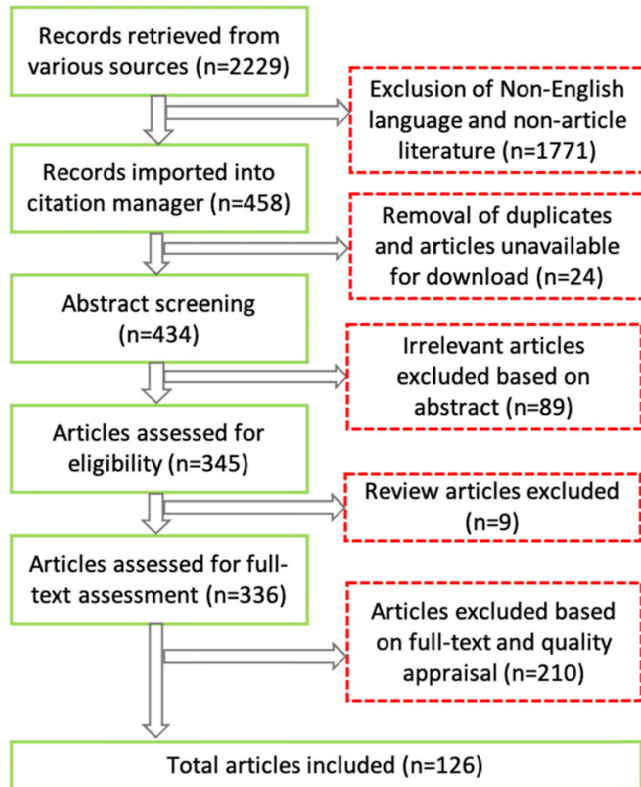 Records retrieved from
various sources (n=2229)
Exclusion of Non-English
language and non-article
literature (n=1771)
Records imported into
citation manager (n=458)
Removal of duplicates
and articles unavailable
for download (n=24)
Abstract screening
(n=434)
Irrelevant articles
excluded based on
abstract (n=89)
Articles assessed for
eligibility (n=345)
Review articles excluded
(n=9)
Articles assessed for full-
text assessment (n=336)
Articles excluded based
on full-text and quality
appraisal (n=210)
Total articles included (n=126)